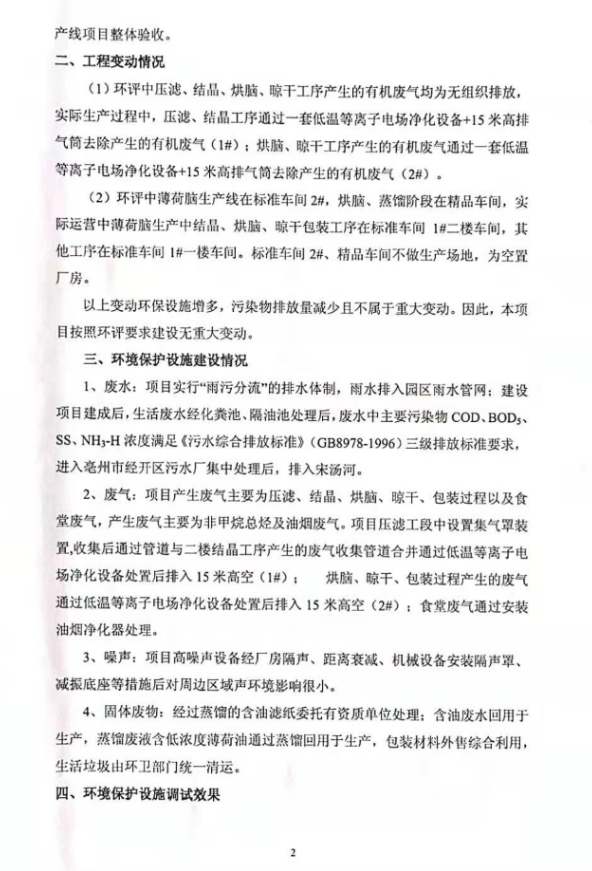 产线项目整体验收。
二、工程变动情况
（1）环评中压滤、结晶、烘脑、晾干工序产生的有机废气均为无组织排放，
实际生产过程中，压滤、结晶工序通过一套低温等离子电场净化设备+15 米高排
气筒去除产生的有机废气（1#）；烘脑、晾干工序产生的有机废气通过一套低温
等离子电场净化设备+15 米高排气筒去除产生的有机废气（2#）。
（2）环评中薄荷脑生产线在标准车间 2#，烘脑、蒸馏阶段在精品车间，实
际运营中薄荷脑生产中结晶、烘脑、晾干包装工序在标准车间 1#二楼车间，其
他工序在标准车间 1#一楼车间。标准车间 2#、精品车间不做生产场地，为空置
厂房。
以上变动环保设施增多，污染物排放量减少且不属于重大变动。因此，本项
目按照环评要求建设无重大变动。
三、环境保护设施建设情况
1、废水：项目实行“雨污分流”的排水体制，雨水排入园区雨水管网；建设
项目建成后，生活废水经化粪池、隔油池处理后，废水中主要污染物 COD、BOD₅、
SS、NH₃-H 浓度满足《污水综合排放标准》（GB8978-1996）三级排放标准要求，
进入亳州市经开区污水厂集中处理后，排入宋汤河。
2、废气：项目产生废气主要为压滤、结晶、烘脑、晾干、包装过程以及食
堂废气，产生废气主要为非甲烷总烃及油烟废气。项目压滤工段中设置集气罩装
置,收集后通过管道与二楼结晶工序产生的废气收集管道合并通过低温等离子电
场净化设备处置后排入 15 米高空（1#）； 烘脑、晾干、包装过程产生的废气
通过低温等离子电场净化设备处置后排入 15 米高空（2#）；食堂废气通过安装
油烟净化器处理。
3、噪声：项目高噪声设备经厂房隔声、距离衰减、机械设备安装隔声罩、
减振底座等措施后对周边区域声环境影响很小。
4、固体废物：经过蒸馏的含油滤纸委托有资质单位处理；含油废水回用于
生产，蒸馏废液含低浓度薄荷油通过蒸馏回用于生产，包装材料外售综合利用，
生活垃圾由环卫部门统一清运。
四、环境保护设施调试效果
2